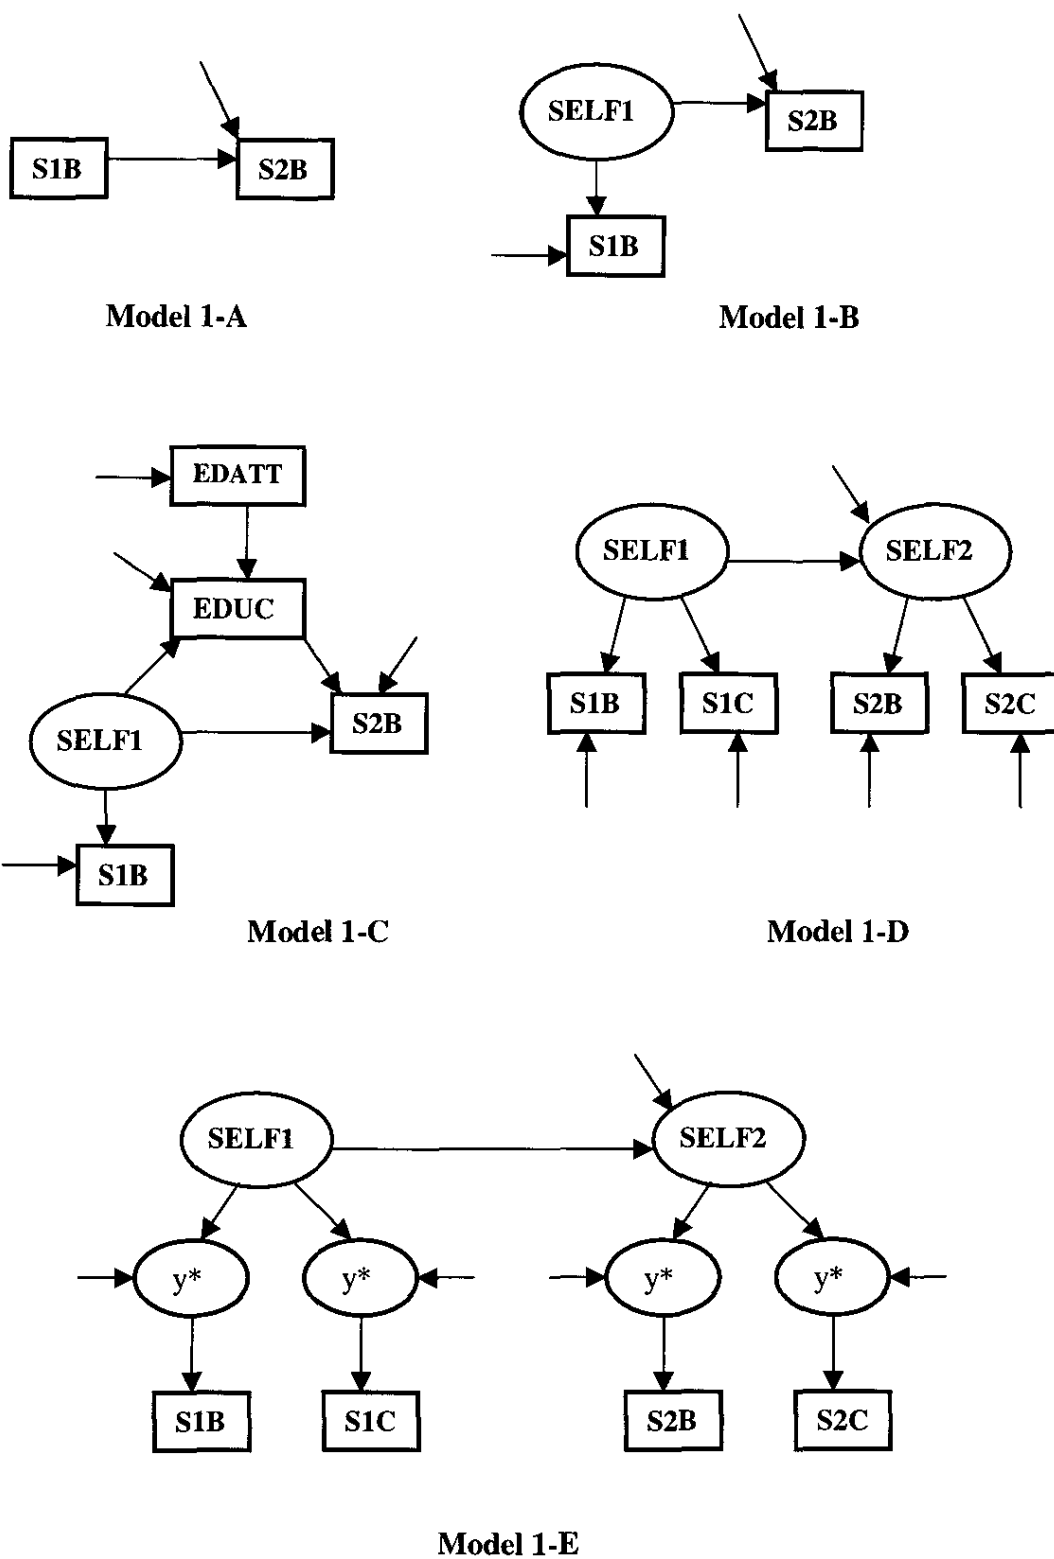 SELF1
S2B
S1B
S2B
S1B
Model 1-A
Model 1-B
EDATT
SELF1
SELF2
EDUC
S1B
S1C
S2B
S2C
S2B
SELF1
S1B
Model 1-C
Model 1-D
SELF1
SELF2
y*
y*
y*
y*
S1B
S1C
S2B
S2C
Model 1-E